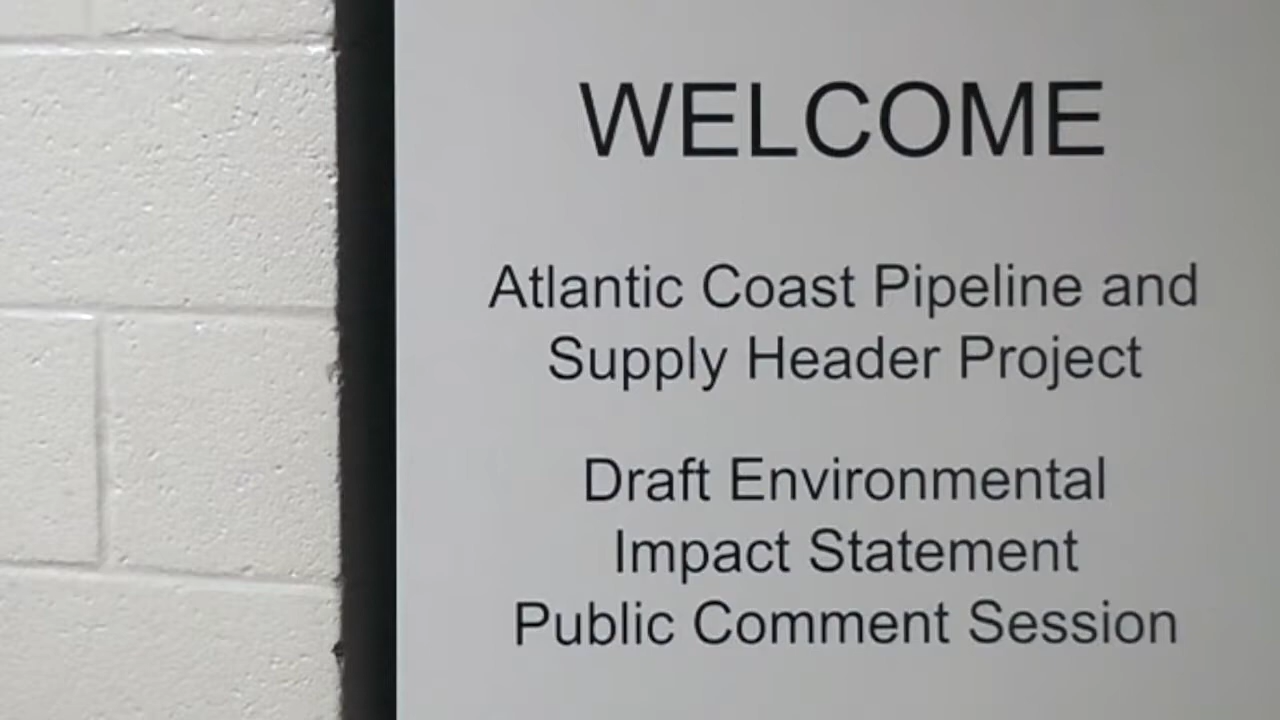 WELCOME
Atlantic Coast Pipeline and
Supply Header Project
Draft Environmental
Impact Statement
Public Comment Session